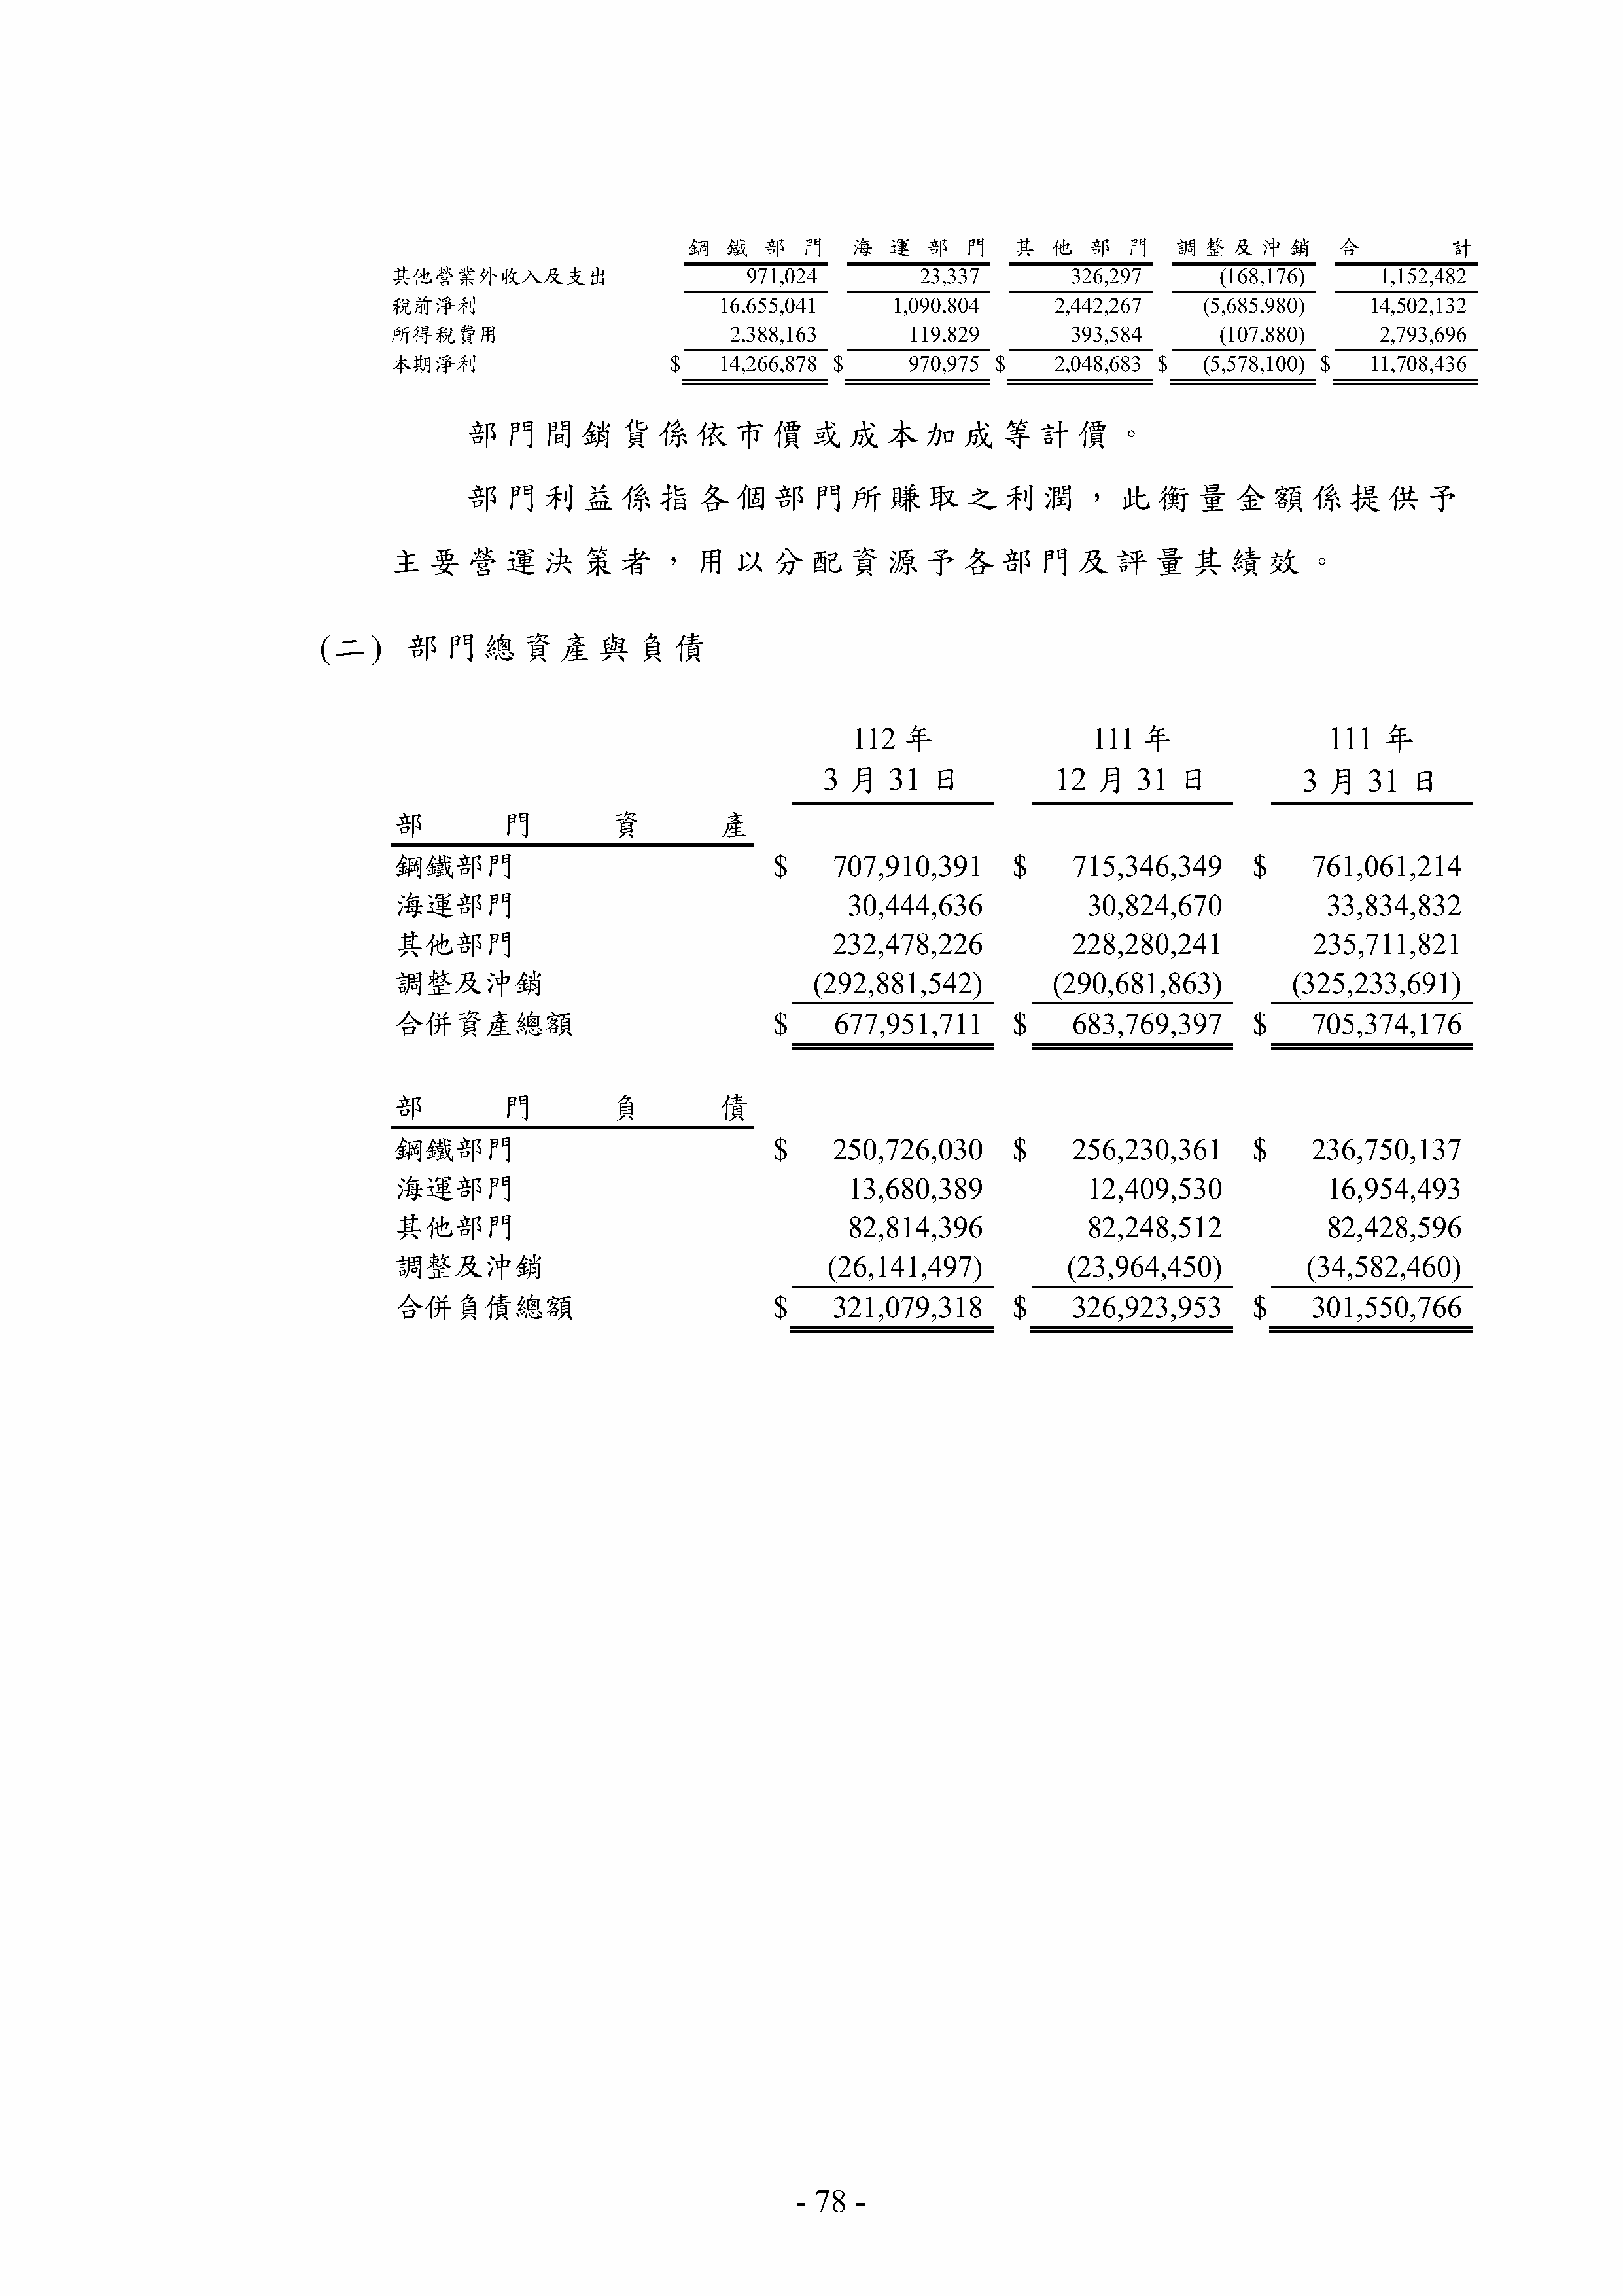 鋼鐵部門 海運部門 其他部門 調整及沖銷 合計
其他營業外收入及支出 971,024 23,337 326,297 (168,176) 1,152,482
稅前淨利 16,655,041 1,090,804 2,442,267 (5,685,980) 14,502,132
所得稅費用 2,388,163 119,829 393,584 (107,880) 2,793,696
本期淨利 $ 14,266,878 $ 970,975 $ 2,048,683 $ (5,578,100) $ 11,708,436
部門間銷貨係依市價或成本加成等計價。
部門利益係指各個部門所賺取之利潤，此衡量金額係提供予
主要營運決策者，用以分配資源予各部門及評量其績效。
(二) 部門總資產與負債
112 年 111 年 111 年
3 月 31 日 12 月 31 日 3 月 31 日
部門資產
鋼鐵部門 $ 707,910,391 $ 715,346,349 $ 761,061,214
海運部門 30,444,636 30,824,670 33,834,832
其他部門 232,478,226 228,280,241 235,711,821
調整及沖銷 (292,881,542) (290,681,863) (325,233,691)
合併資產總額 $ 677,951,711 $ 683,769,397 $ 705,374,176
部門負債
鋼鐵部門 $ 250,726,030 $ 256,230,361 $ 236,750,137
海運部門 13,680,389 12,409,530 16,954,493
其他部門 82,814,396 82,248,512 82,428,596
調整及沖銷 (26,141,497) (23,964,450) (34,582,460)
合併負債總額 $ 321,079,318 $ 326,923,953 $ 301,550,766
- 78 -